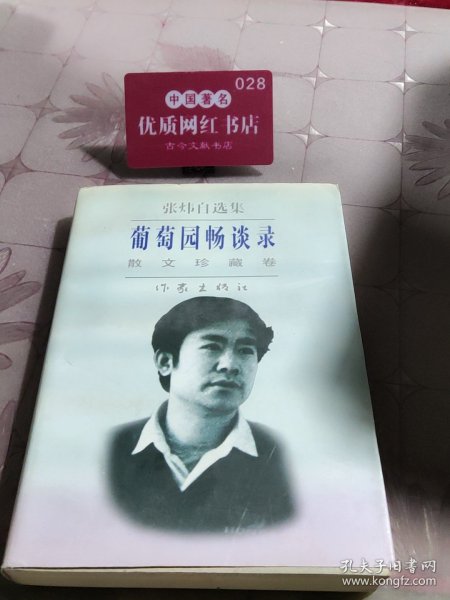 028
中国著名
优质网红书店
古今文献书店
张炜自选集
葡萄园畅谈录
散文珍藏卷
作家出版社
孔夫子旧书网
www.kongfz.com